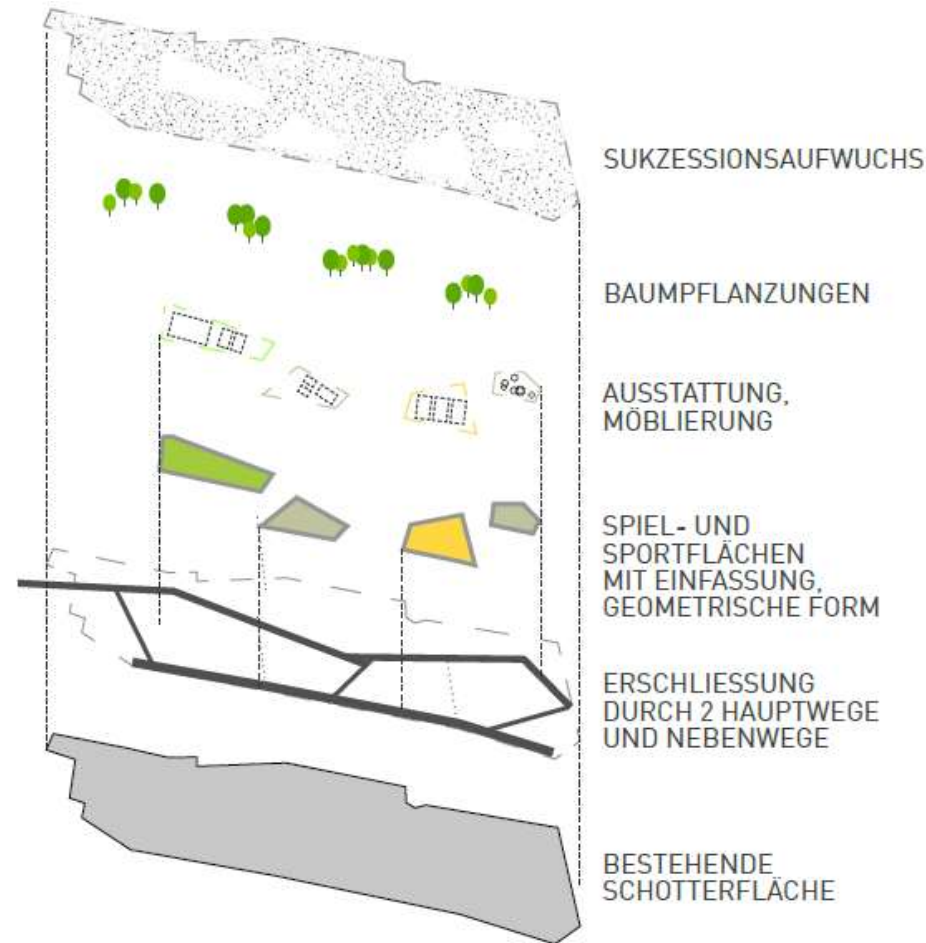 SUKZESSIONSAUFWUCHS
BAUMPFLANZUNGEN
AUSSTATTUNG,
MÖBLIERUNG
SPIEL- UND
SPORTFLÄCHEN
MIT EINFASSUNG,
GEOMETRISCHE FORM
ERSCHLIESSUNG
DURCH 2 HAUPTWEGE
UND NEBENWEGE
BESTEHENDE
SCHOTTERFLÄCHE